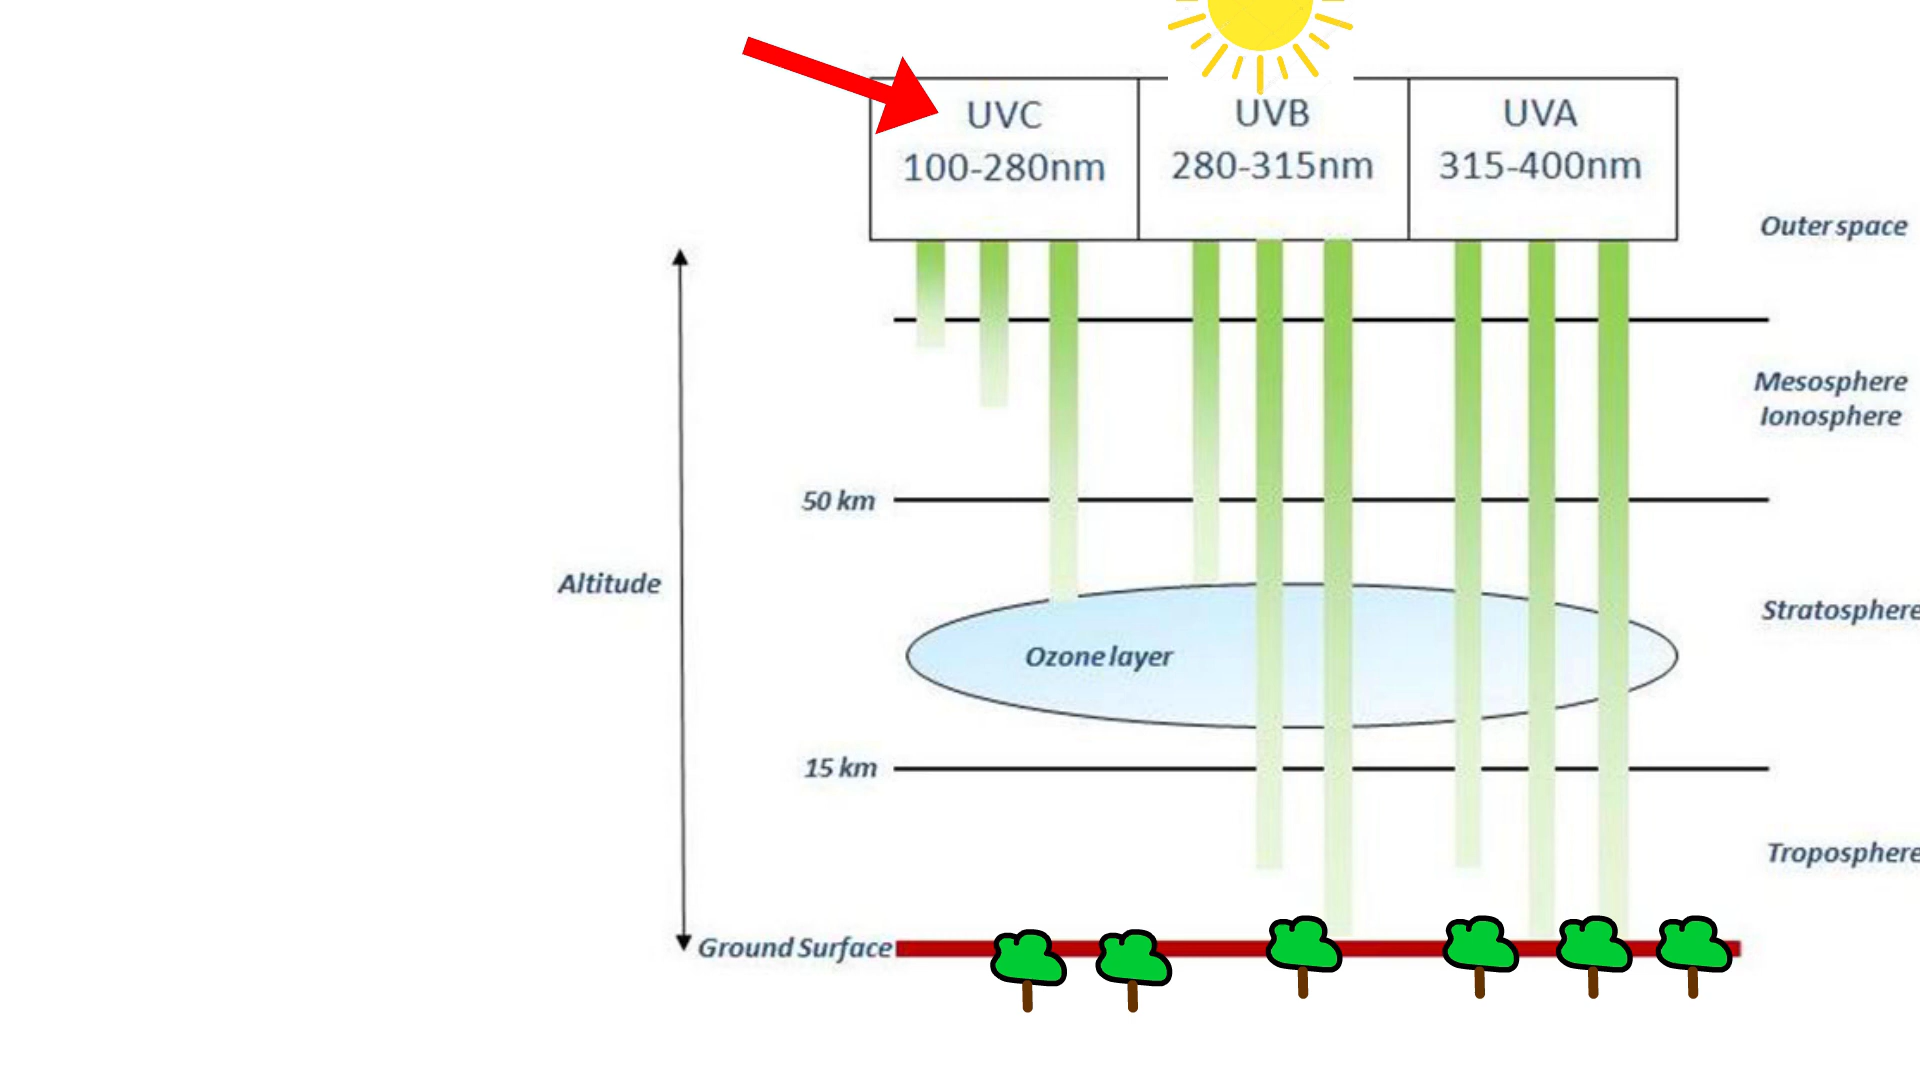 UVC
100-280nm
UVB
280-315nm
UVA
315-400nm
Outer space
Mesosphere
Ionosphere
50 km
Altitude
Stratosphere
Ozone layer
15 km
Troposphere
Ground Surface